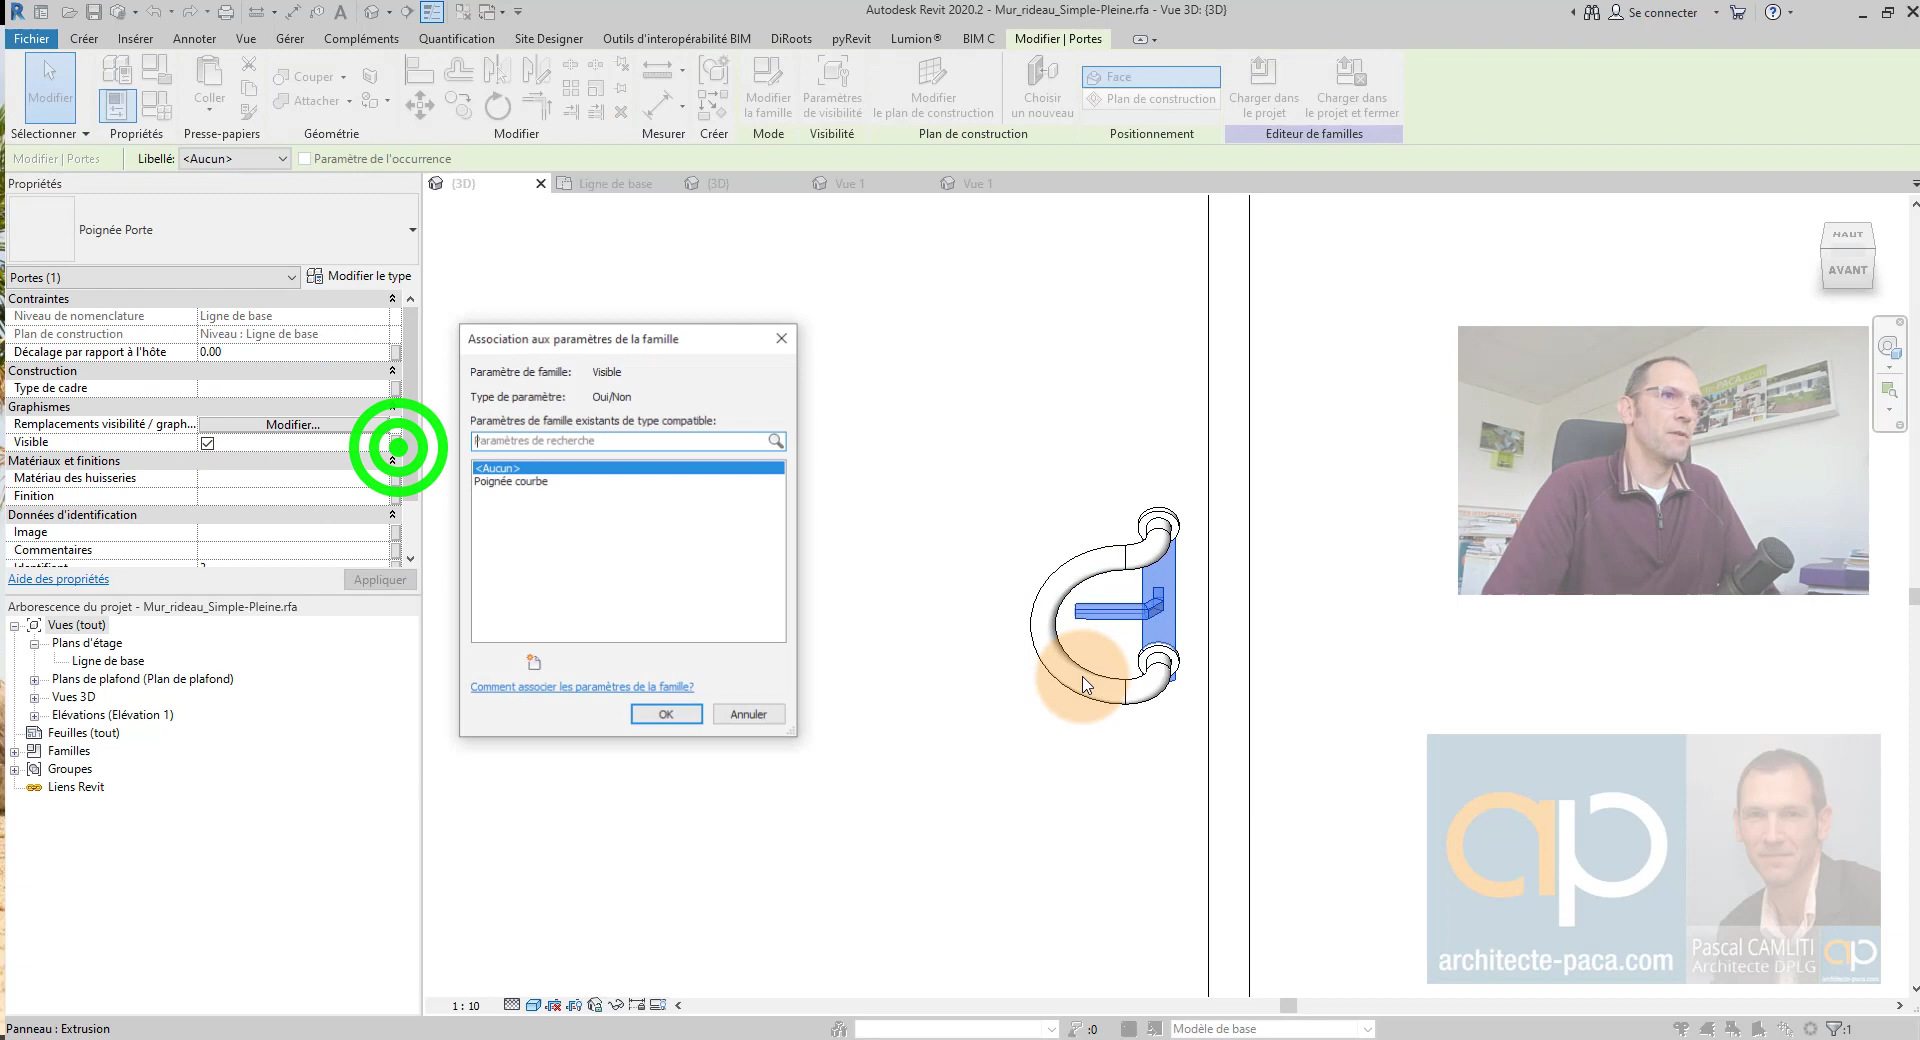 Autodesk Revit 2020.2 - Mur_rideau_Simple-Pleine.rfa - Vue 3D: {3D}
Se connecter
Fichier Créer Insérer Annoter Vue Gérer Compléments Quantification Site Designer Outils d'interopérabilité BIM DiRoots pyRevit Lumion® BIM C Modifier | Portes
Modifier
Coller
Couper
Attacher
Modifier
la famille
Paramètres
de visibilité
Modifier
le plan de construction
Choisir
un nouveau
Face
Plan de construction
Charger dans
le projet
Charger dans
le projet et fermer
Sélectionner Propriétés Presse-papiers Géométrie Modifier Mesurer Créer Mode Visibilité Plan de construction Positionnement Editeur de familles
Modifier | Portes Libellé: <Aucun> Paramètre de l'occurrence
Propriétés
{3D} Ligne de base {3D} Vue 1 Vue 1
Poignée Porte
Portes (1) Modifier le type
Contraintes
Niveau de nomenclature Ligne de base
Plan de construction Niveau : Ligne de base
Décalage par rapport à l'hôte 0.00
Construction
Type de cadre
Graphismes
Remplacements visibilité / graph... Modifier...
Visible
Matériaux et finitions
Matériau des huisseries
Finition
Données d'identification
Image
Commentaires
Aide des propriétés Appliquer
Arborescence du projet - Mur_rideau_Simple-Pleine.rfa
Vues (tout)
Plans d'étage
Ligne de base
Plans de plafond (Plan de plafond)
Vues 3D
Elévations (Elévation 1)
Feuilles (tout)
Familles
Groupes
Liens Revit
Association aux paramètres de la famille
Paramètre de famille: Visible
Type de paramètre: Oui/Non
Paramètres de famille existants de type compatible:
Paramètres de recherche
<Aucun>
Poignée courbe
Comment associer les paramètres de la famille?
OK Annuler
HAUT
AVANT
ap
architecte-paca.com
Pascal CAMLITI
Architecte DPLG
ap
1 : 10
Panneau : Extrusion
:0
Modèle de base
:1